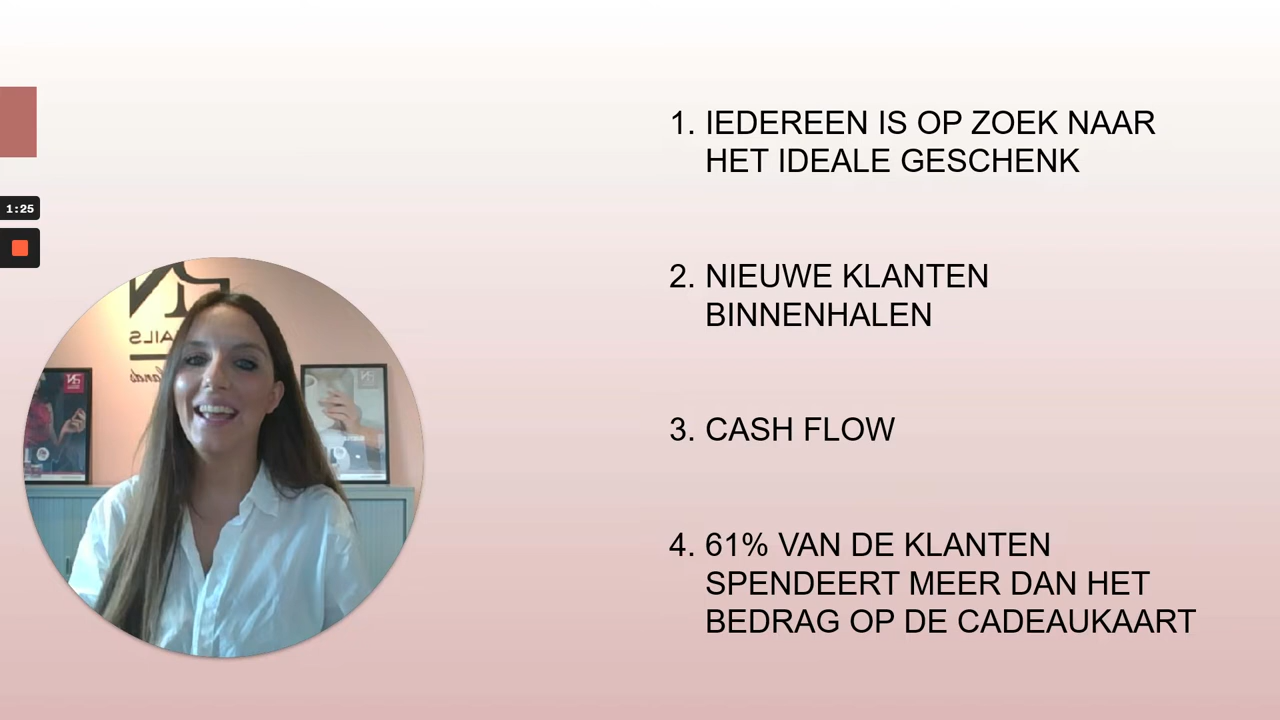 1. IEDEREEN IS OP ZOEK NAAR
HET IDEALE GESCHENK
2. NIEUWE KLANTEN
BINNENHALEN
3. CASH FLOW
4. 61% VAN DE KLANTEN
SPENDEERT MEER DAN HET
BEDRAG OP DE CADEAUKAART
1:25